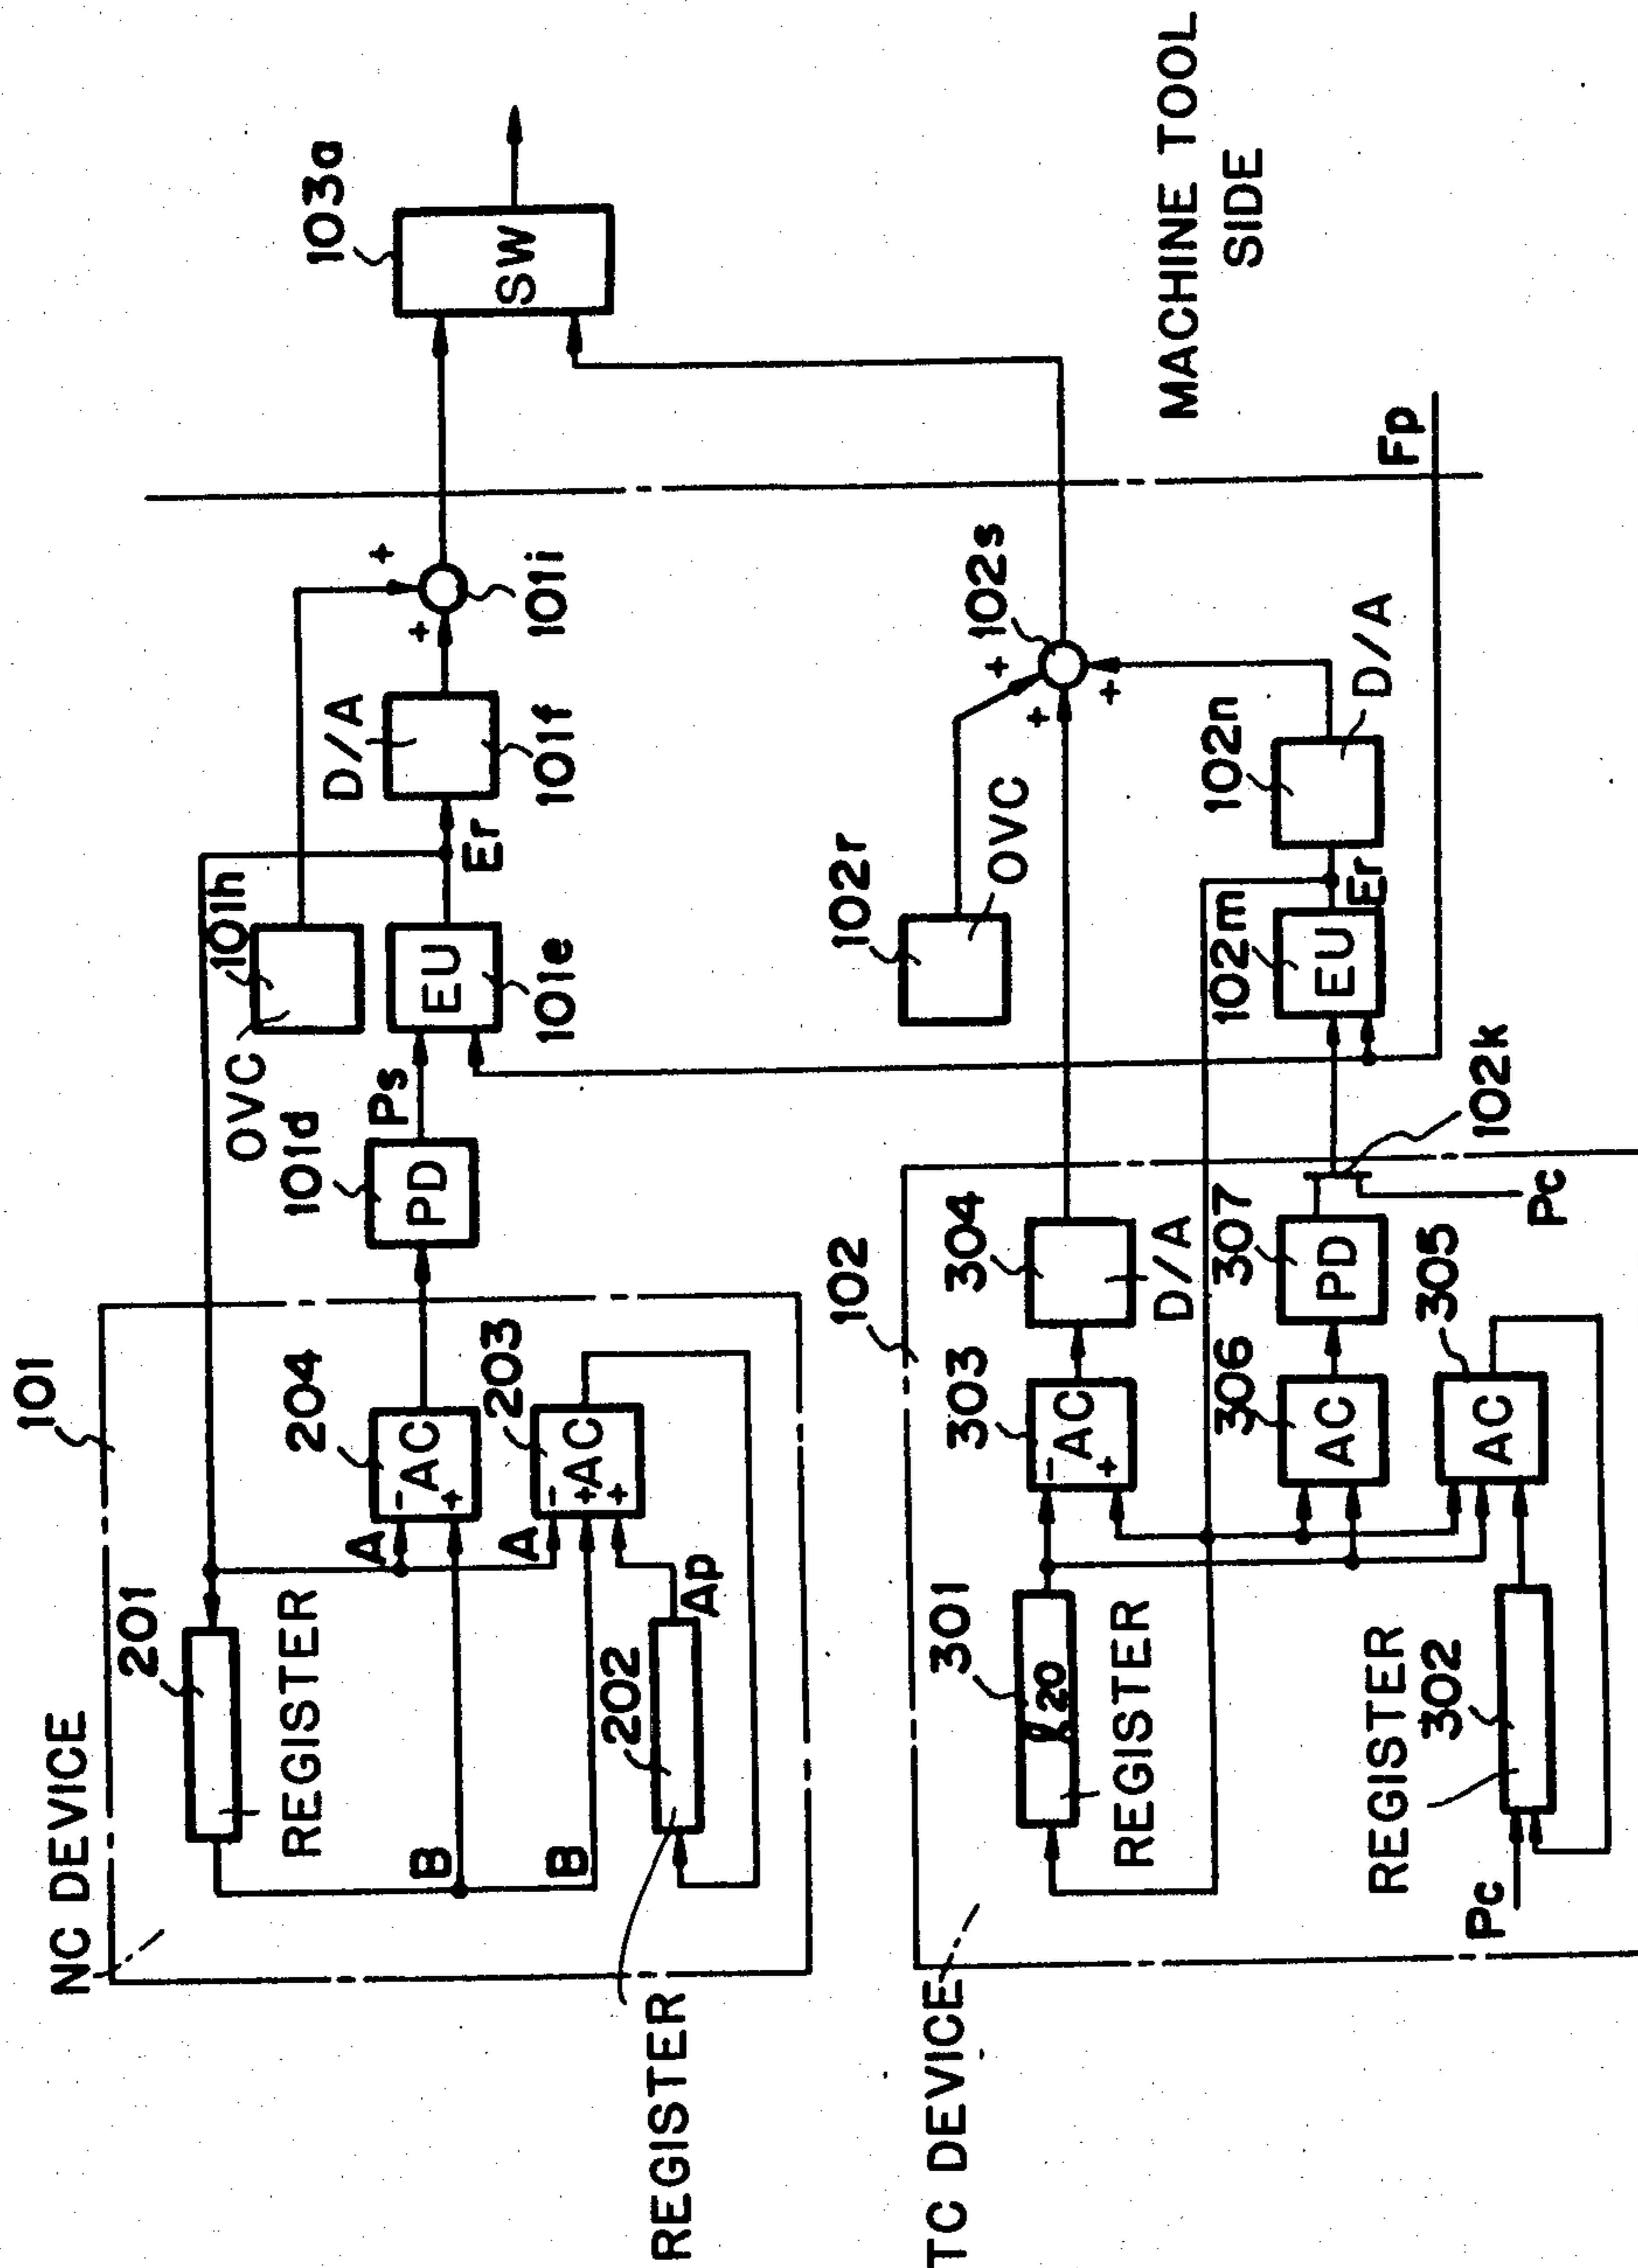 NC DEVICE
101
201
REGISTER
A
B
204
- AC +
203
- + AC +
A
B
Ap
202
REGISTER
101d
PD
Ps
OVC
101h
EU
101e
Er
D/A
101f
+
+
101i
103a
SW
MACHINE TOOL
SIDE
Fp
TC DEVICE
102
301
20
REGISTER
303
- AC +
304
D/A
306
AC
307
PD
305
AC
REGISTER
302
Pc
Pc
102k
102r
OVC
102m
EU
Er
102n
D/A
102s
+
+
+